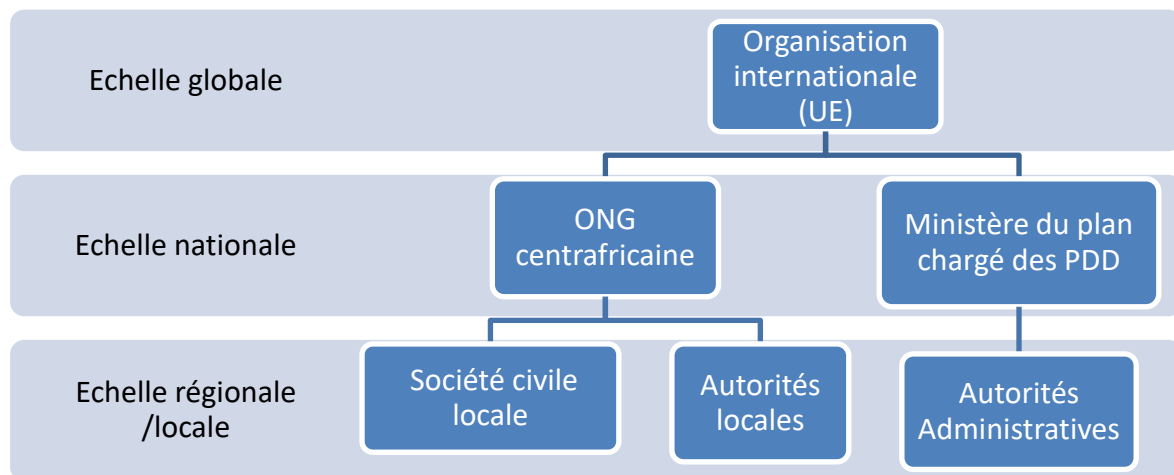 Echelle globale
Organisation
internationale
(UE)
Echelle nationale
ONG
centrafricaine
Ministère du plan
chargé des PDD
Echelle régionale
/locale
Société civile
locale
Autorités
locales
Autorités
Administratives